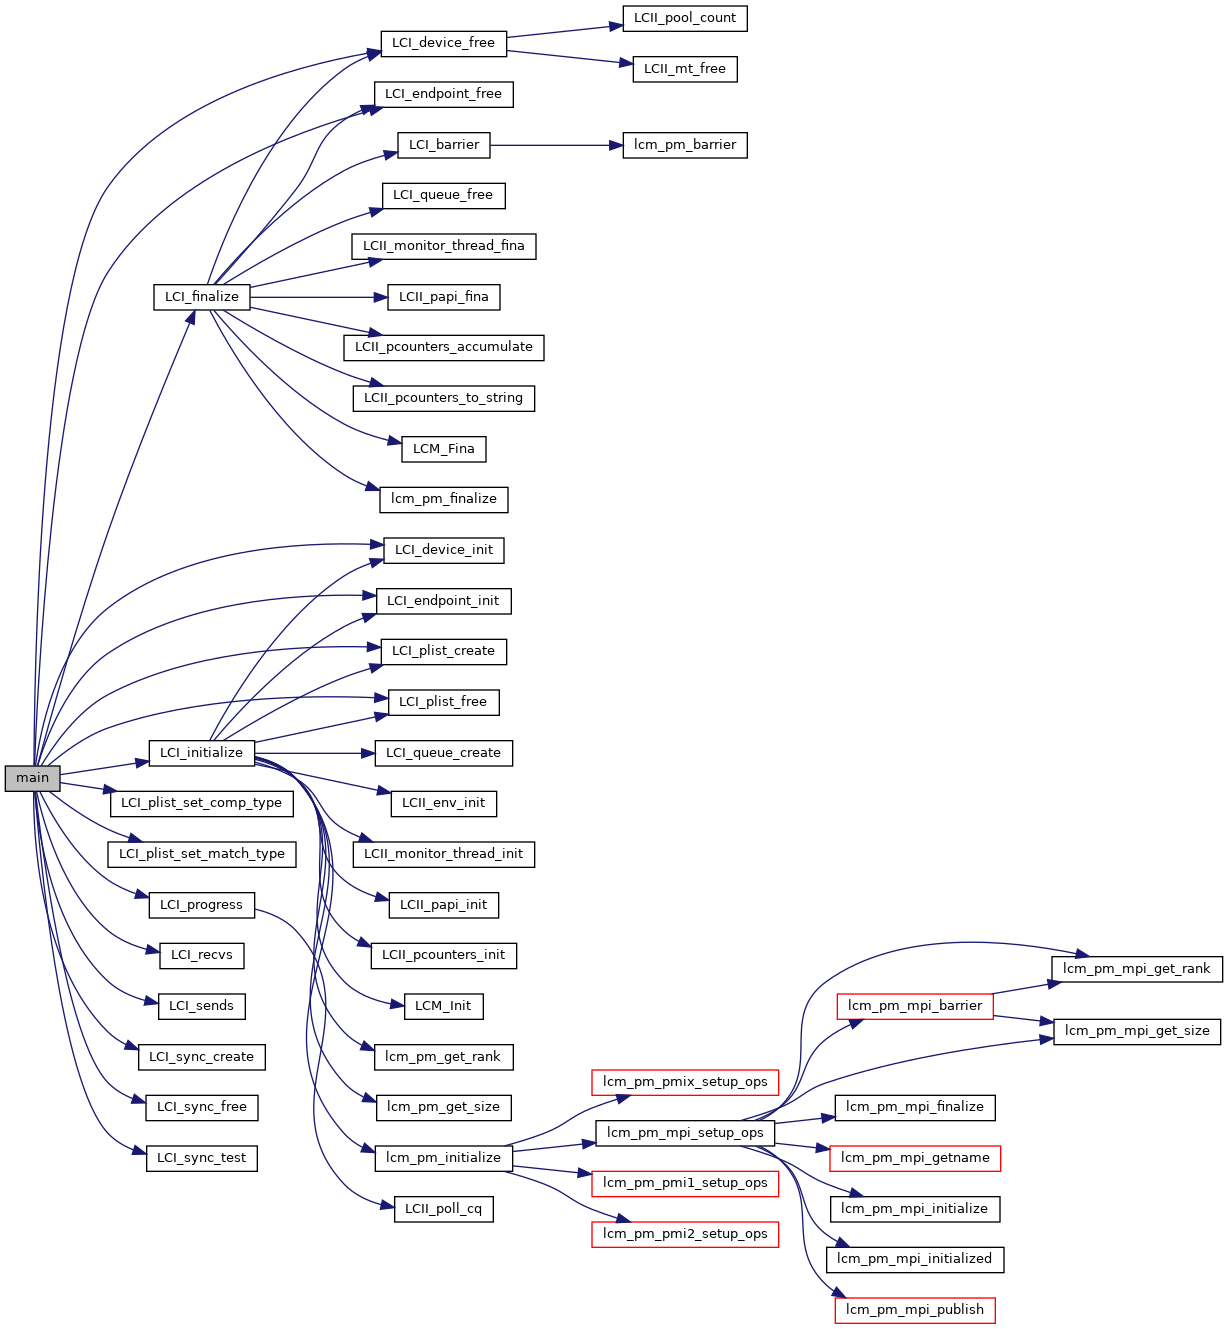 LCII_pool_count
LCI_device_free
LCII_mt_free
LCI_endpoint_free
LCI_barrier
lcm_pm_barrier
LCI_queue_free
LCII_monitor_thread_fina
LCI_finalize
LCII_papi_fina
LCII_pcounters_accumulate
LCII_pcounters_to_string
LCM_Fina
lcm_pm_finalize
LCI_device_init
LCI_endpoint_init
LCI_plist_create
LCI_plist_free
LCI_initialize
LCI_queue_create
main
LCI_plist_set_comp_type
LCII_env_init
LCI_plist_set_match_type
LCII_monitor_thread_init
LCI_progress
LCII_papi_init
LCI_recvs
LCII_pcounters_init
lcm_pm_mpi_get_rank
LCI_sends
LCM_Init
lcm_pm_mpi_barrier
lcm_pm_mpi_get_size
LCI_sync_create
lcm_pm_get_rank
lcm_pm_pmix_setup_ops
LCI_sync_free
lcm_pm_get_size
lcm_pm_mpi_finalize
lcm_pm_mpi_setup_ops
LCI_sync_test
lcm_pm_initialize
lcm_pm_mpi_getname
lcm_pm_pmi1_setup_ops
LCII_poll_cq
lcm_pm_mpi_initialize
lcm_pm_pmi2_setup_ops
lcm_pm_mpi_initialized
lcm_pm_mpi_publish